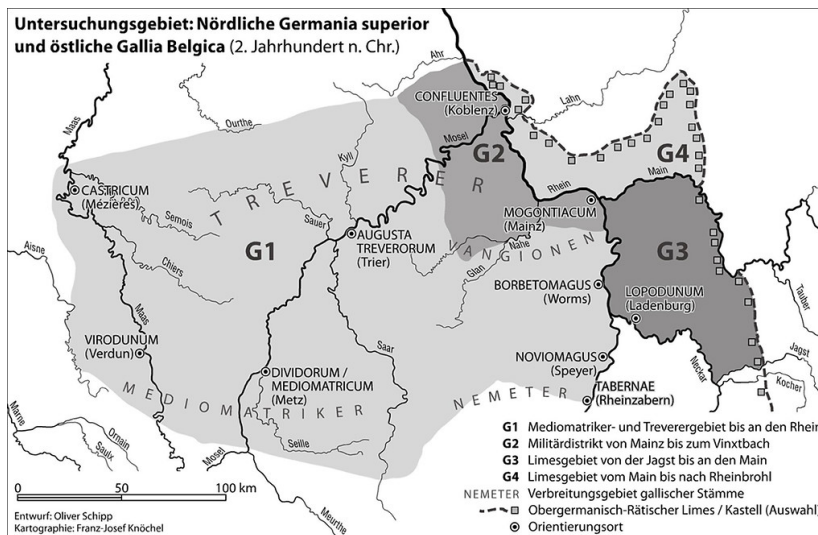 Untersuchungsgebiet: Nördliche Germania superior
und östliche Gallia Belgica (2. Jahrhundert n. Chr.)
Ahr
CONFLUENTES
(Koblenz)
Lahn
Maas
Ourthe
Mosel
G2
G4
Kyll
Main
TREVERER
Rhein
CASTRICUM
(Mézières)
Semois
Sauer
MOGONTIACUM
(Mainz)
AUGUSTA
TREVERORUM
(Trier)
VANGIONEN
Nahe
Glan
Aisne
G1
G3
Chiers
BORBETOMAGUS
(Worms)
LOPODUNUM
(Ladenburg)
Tauber
Maas
VIRODUNUM
(Verdun)
Saar
NOVIOMAGUS
(Speyer)
Jagst
Neckar
Kocher
DIVIDORUM /
MEDIOMATRICUM
(Metz)
MEDIOMATRIKER
NEMETER
TABERNAE
(Rheinzabern)
Marne
Ornain
Saulx
Seille
Mosel
Meurthe
G1 Mediomatriker- und Treverergebiet bis an den Rhein
G2 Militärdistrikt von Mainz bis zum Vinxtbach
G3 Limesgebiet von der Jagst bis an den Main
G4 Limesgebiet vom Main bis nach Rheinbrohl
NEMETER Verbreitungsgebiet gallischer Stämme
Obergermanisch-Rätischer Limes / Kastell (Auswahl)
Orientierungsort
0 50 100 km
Entwurf: Oliver Schipp
Kartographie: Franz-Josef Knöchel